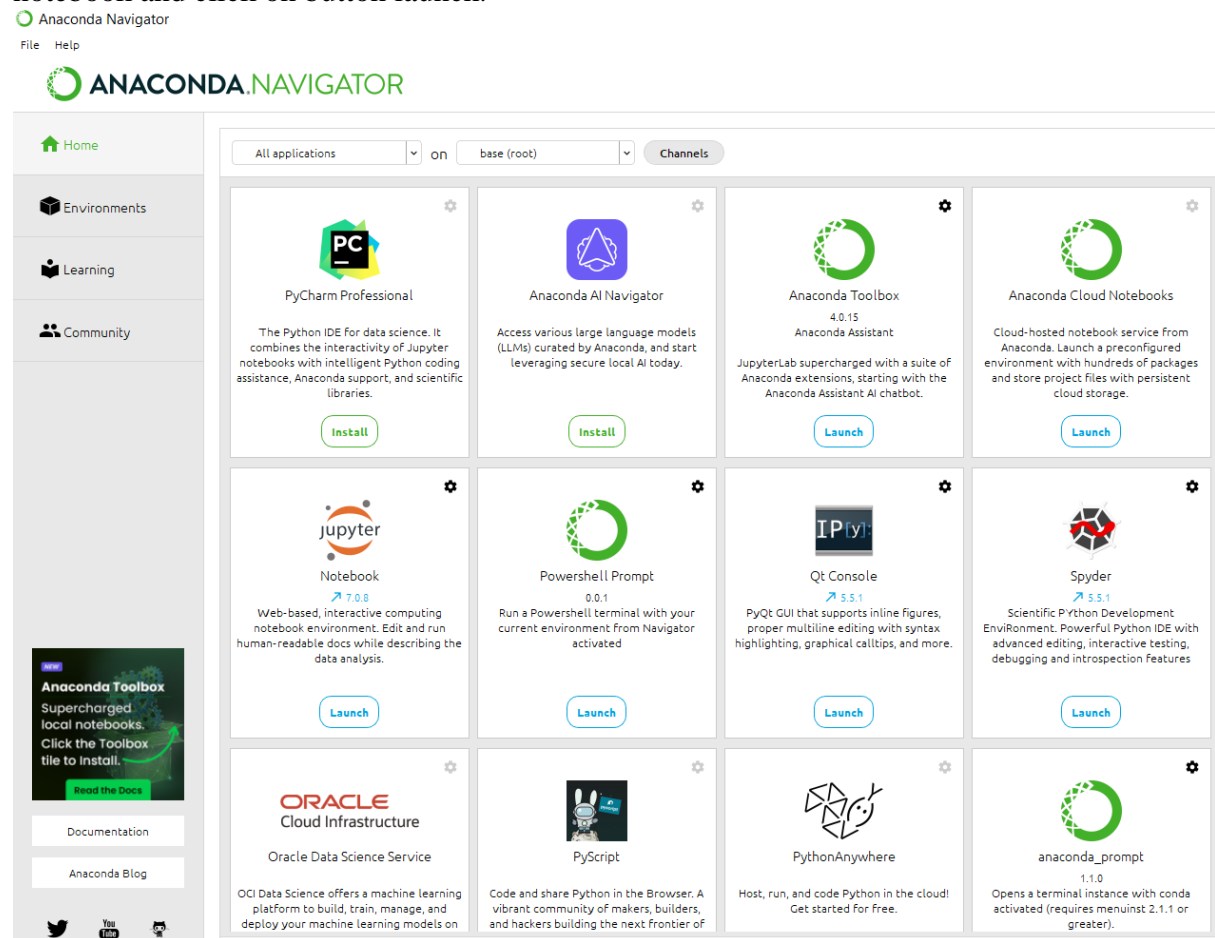 notebook and click on button launch.
Anaconda Navigator
File Help
ANACONDA.NAVIGATOR
Home
Environments
Learning
Community
All applications on base (root) Channels
PC
PyCharm Professional
The Python IDE for data science. It
combines the interactivity of Jupyter
notebooks with intelligent Python coding
assistance, Anaconda support, and scientific
libraries.
Install
Anaconda AI Navigator
Access various large language models
(LLMs) curated by Anaconda, and start
leveraging secure local AI today.
Install
Anaconda Toolbox
4.0.15
Anaconda Assistant
JupyterLab supercharged with a suite of
Anaconda extensions, starting with the
Anaconda Assistant AI chatbot.
Launch
Anaconda Cloud Notebooks
Cloud-hosted notebook service from
Anaconda. Launch a preconfigured
environment with hundreds of packages
and store project files with persistent
cloud storage.
Launch
jupyter
Notebook
7.0.8
Web-based, interactive computing
notebook environment. Edit and run
human-readable docs while describing the
data analysis.
Launch
Powershell Prompt
0.0.1
Run a Powershell terminal with your
current environment from Navigator
activated
Launch
IP[y]:
Qt Console
5.5.1
PyQt GUI that supports inline figures,
proper multiline editing with syntax
highlighting, graphical calltips, and more.
Launch
Spyder
5.5.1
Scientific PYthon Development
EnviRonment. Powerful Python IDE with
advanced editing, interactive testing,
debugging and introspection features
Launch
ORACLE
Cloud Infrastructure
Oracle Data Science Service
OCI Data Science offers a machine learning
platform to build, train, manage, and
deploy your machine learning models on
PyScript
Code and share Python in the Browser. A
vibrant community of makers, builders,
and hackers building the next frontier of
PythonAnywhere
Host, run, and code Python in the cloud!
Get started for free.
anaconda_prompt
1.1.0
Opens a terminal instance with conda
activated (requires menuinst 2.1.1 or
greater).
NEW
Anaconda Toolbox
Supercharged
local notebooks.
Click the Toolbox
tile to Install.
Read the Docs
Documentation
Anaconda Blog
You
Tube